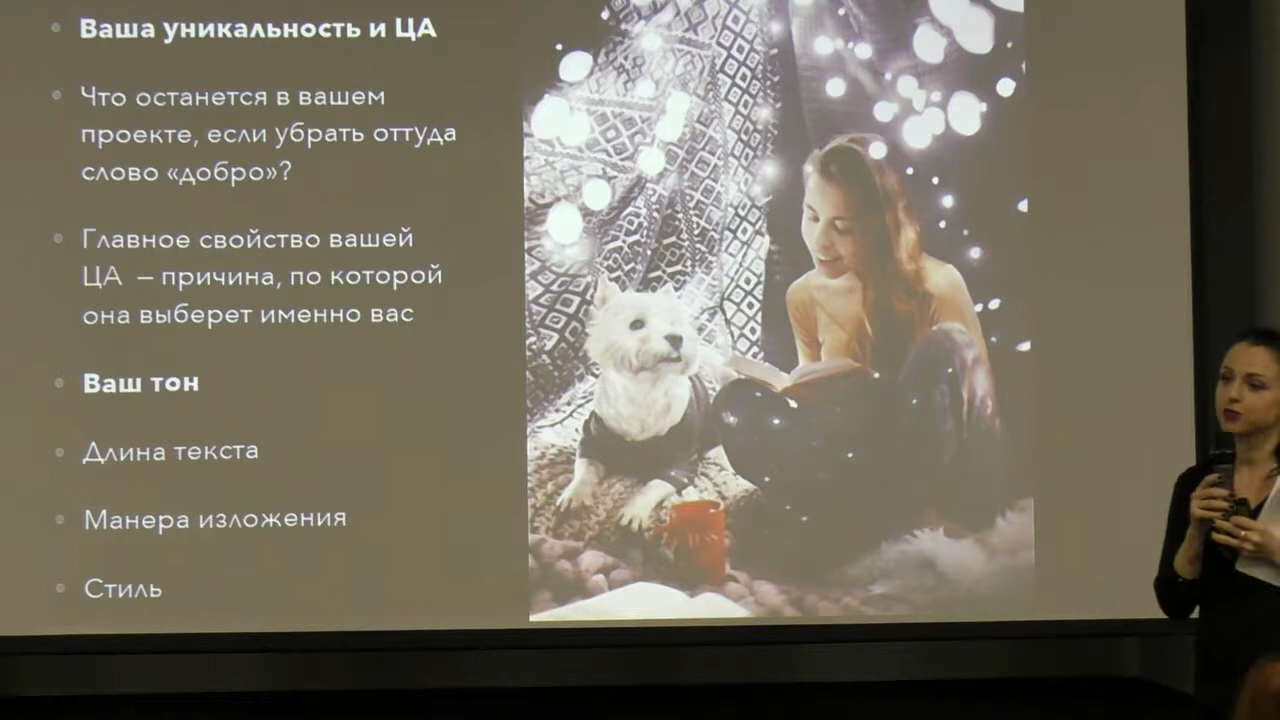 Ваша уникальность и ЦА
Что останется в вашем
проекте, если убрать оттуда
слово «добро»?
Главное свойство вашей
ЦА – причина, по которой
она выберет именно вас
Ваш тон
Длина текста
Манера изложения
Стиль